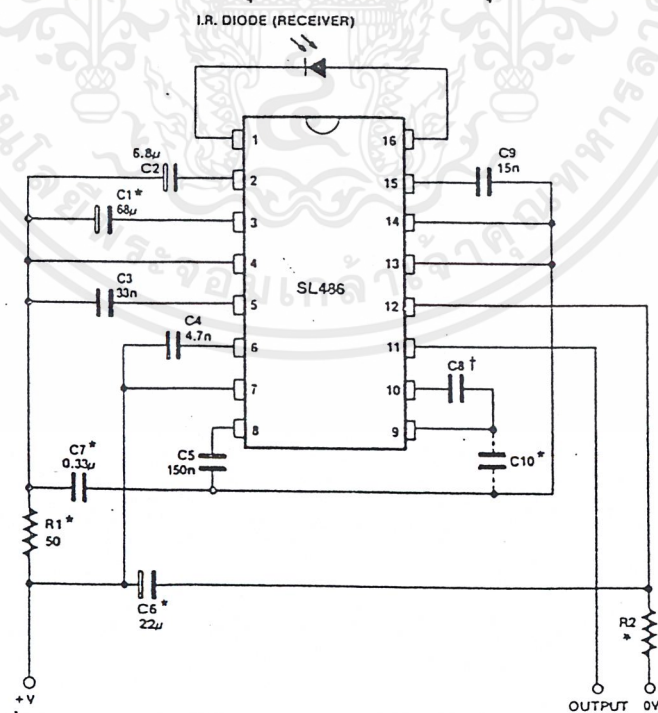 I.R. DIODE (RECEIVER)
1
16
6.8µ
C2
2
15
C9
15n
C1*
68µ
3
14
4
13
C3
33n
5
SL486
12
C4
4.7n
6
11
7
10
C8 †
8
9
C5
150n
C10*
C7*
0.33µ
R1*
50
C6*
22µ
R2
*
+V
OUTPUT
0V